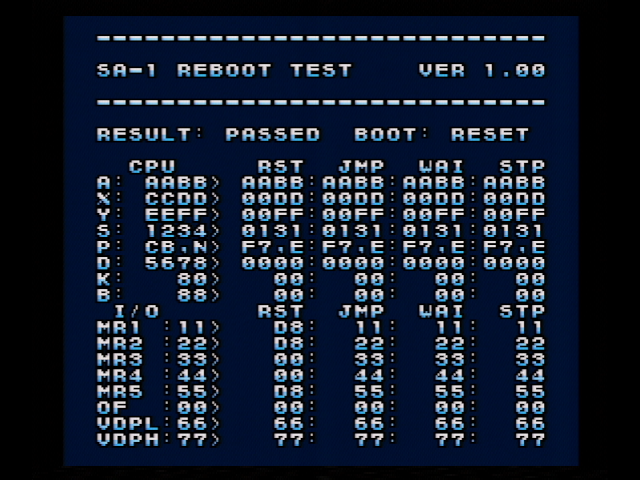 ----------------------------
SA-1 REBOOT TEST    VER 1.00
----------------------------
RESULT: PASSED  BOOT: RESET
CPU RST JMP WAI STP
A: AABB> AABB:AABB:AABB:AABB
X: CCDD> 00DD:00DD:00DD:00DD
Y: EEFF> 00FF:00FF:00FF:00FF
S: 1234> 0131:0131:0131:0131
P: CB.N> F7.E:F7.E:F7.E:F7.E
D: 5678> 0000:0000:0000:0000
K: 80> 00: 00: 00: 00
B: 88> 00: 00: 00: 00
I/O RST JMP WAI STP
MR1 :11> D8: 11: 11: 11
MR2 :22> 00: 22: 22: 22
MR3 :33> 00: 33: 33: 33
MR4 :44> 00: 44: 44: 44
MR5 :55> D8: 55: 55: 55
OF :00> 00: 00: 00: 00
VDPL:66> 66: 66: 66: 66
VDPH:77> 77: 77: 77: 77